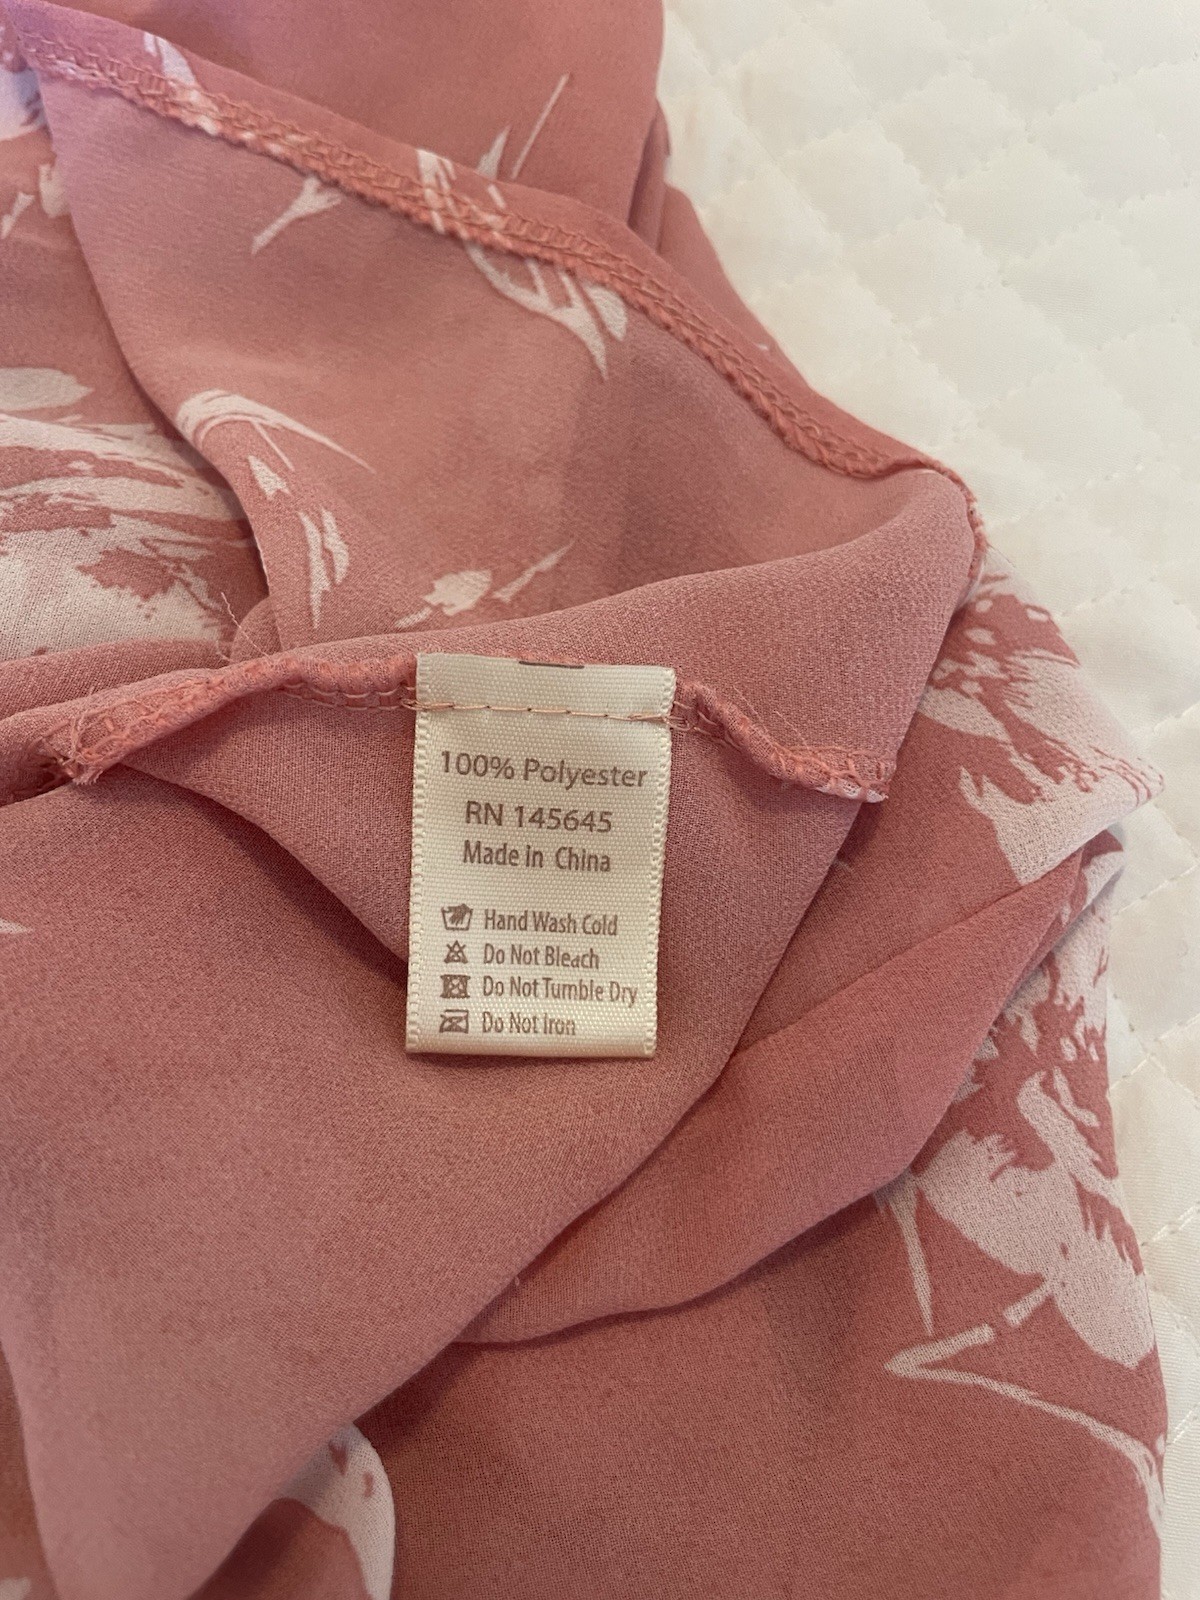 100% Polyester
RN 145645
Made in China
Hand Wash Cold
Do Not Bleach
Do Not Tumble Dry
Do Not Iron